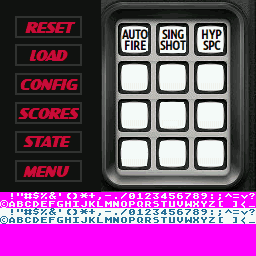 RESET
LOAD
CONFIG
SCORES
STATE
MENU
AUTO FIRE
SING SHOT
HYP SPC
!"#$%&'()*+,-./0123456789:;^=v?
©ABCDEFGHIJKLMNOPQRSTUVWXYZ[ ](-
!"#$%&'()*+,-./0123456789:;^=v?
©ABCDEFGHIJKLMNOPQRSTUVWXYZ[ ](-